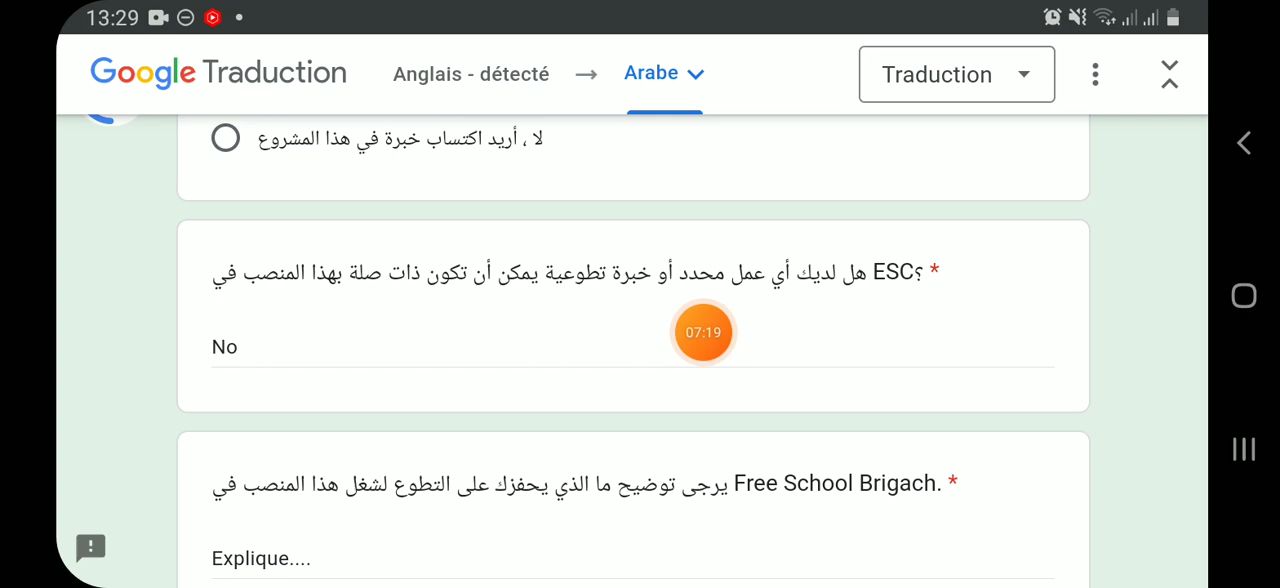 13:29
Google Traduction Anglais - détecté → Arabe Traduction
لا ، أريد اكتساب خبرة في هذا المشروع
هل لديك أي عمل محدد أو خبرة تطوعية يمكن أن تكون ذات صلة بهذا المنصب في ESC؟ *
07:19
No
يرجى توضيح ما الذي يحفزك على التطوع لشغل هذا المنصب في Free School Brigach. *
Explique....